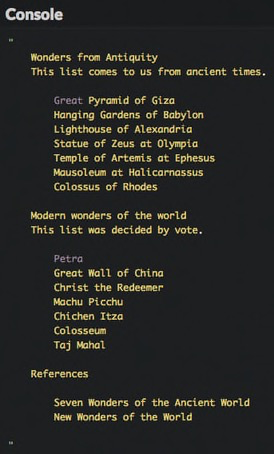 Console
"
Wonders from Antiquity
This list comes to us from ancient times.
Great Pyramid of Giza
Hanging Gardens of Babylon
Lighthouse of Alexandria
Statue of Zeus at Olympia
Temple of Artemis at Ephesus
Mausoleum at Halicarnassus
Colossus of Rhodes
Modern wonders of the world
This list was decided by vote.
Petra
Great Wall of China
Christ the Redeemer
Machu Picchu
Chichen Itza
Colosseum
Taj Mahal
References
Seven Wonders of the Ancient World
New Wonders of the World
"